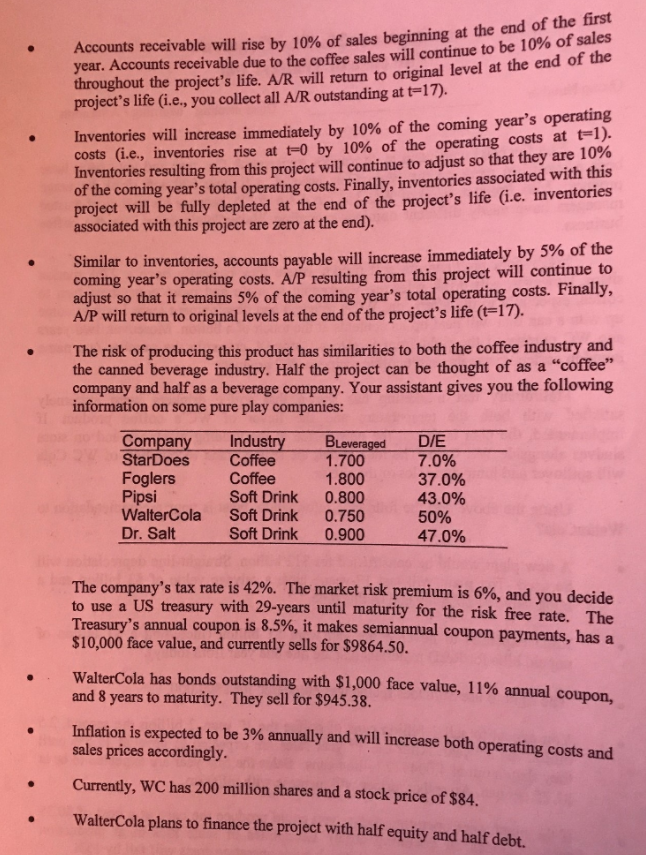 • Accounts receivable will rise by 10% of sales beginning at the end of the first
year. Accounts receivable due to the coffee sales will continue to be 10% of sales
throughout the project's life. A/R will return to original level at the end of the
project's life (i.e., you collect all A/R outstanding at t=17).
• Inventories will increase immediately by 10% of the coming year's operating
costs (i.e., inventories rise at t=0 by 10% of the operating costs at t=1).
Inventories resulting from this project will continue to adjust so that they are 10%
of the coming year's total operating costs. Finally, inventories associated with this
project will be fully depleted at the end of the project's life (i.e. inventories
associated with this project are zero at the end).
• Similar to inventories, accounts payable will increase immediately by 5% of the
coming year's operating costs. A/P resulting from this project will continue to
adjust so that it remains 5% of the coming year's total operating costs. Finally,
A/P will return to original levels at the end of the project's life (t=17).
• The risk of producing this product has similarities to both the coffee industry and
the canned beverage industry. Half the project can be thought of as a "coffee"
company and half as a beverage company. Your assistant gives you the following
information on some pure play companies:
Company Industry BLeveraged D/E
StarDoes Coffee 1.700 7.0%
Foglers Coffee 1.800 37.0%
Pipsi Soft Drink 0.800 43.0%
WalterCola Soft Drink 0.750 50%
Dr. Salt Soft Drink 0.900 47.0%
The company's tax rate is 42%. The market risk premium is 6%, and you decide
to use a US treasury with 29-years until maturity for the risk free rate. The
Treasury's annual coupon is 8.5%, it makes semiannual coupon payments, has a
$10,000 face value, and currently sells for $9864.50.
• WalterCola has bonds outstanding with $1,000 face value, 11% annual coupon,
and 8 years to maturity. They sell for $945.38.
• Inflation is expected to be 3% annually and will increase both operating costs and
sales prices accordingly.
• Currently, WC has 200 million shares and a stock price of $84.
• WalterCola plans to finance the project with half equity and half debt.